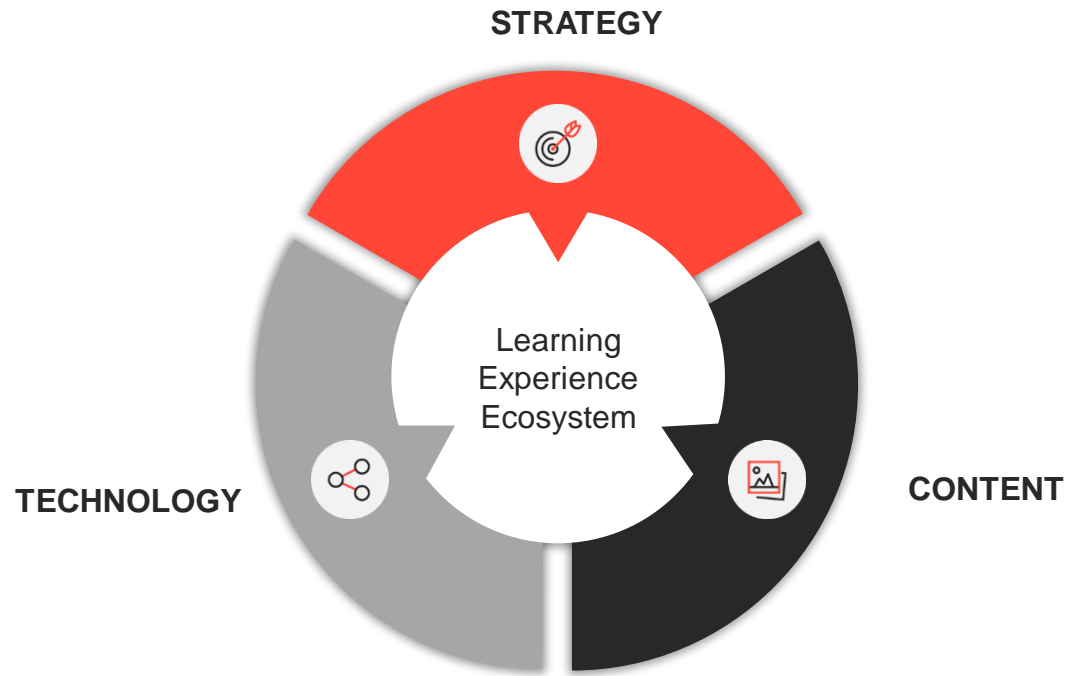 STRATEGY
Learning
Experience
Ecosystem
TECHNOLOGY
CONTENT